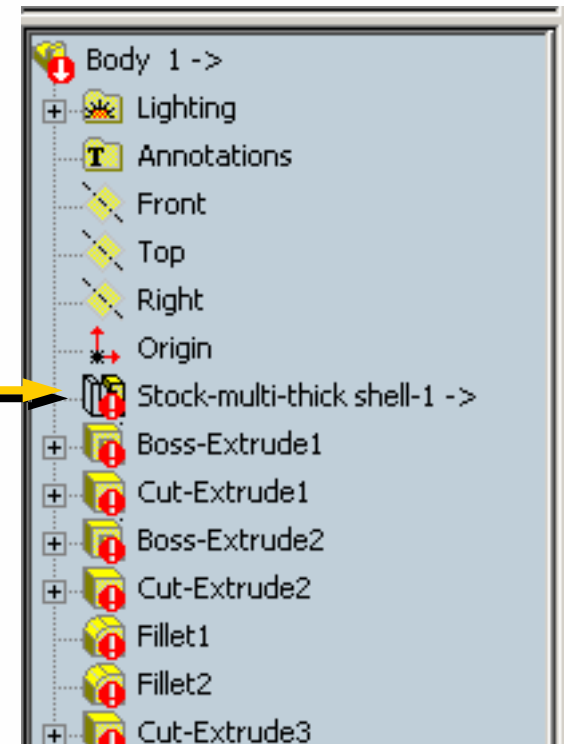 Body 1 ->
Lighting
T Annotations
Front
Top
Right
Origin
Stock-multi-thick shell-1 ->
Boss-Extrude1
Cut-Extrude1
Boss-Extrude2
Cut-Extrude2
Fillet1
Fillet2
Cut-Extrude3